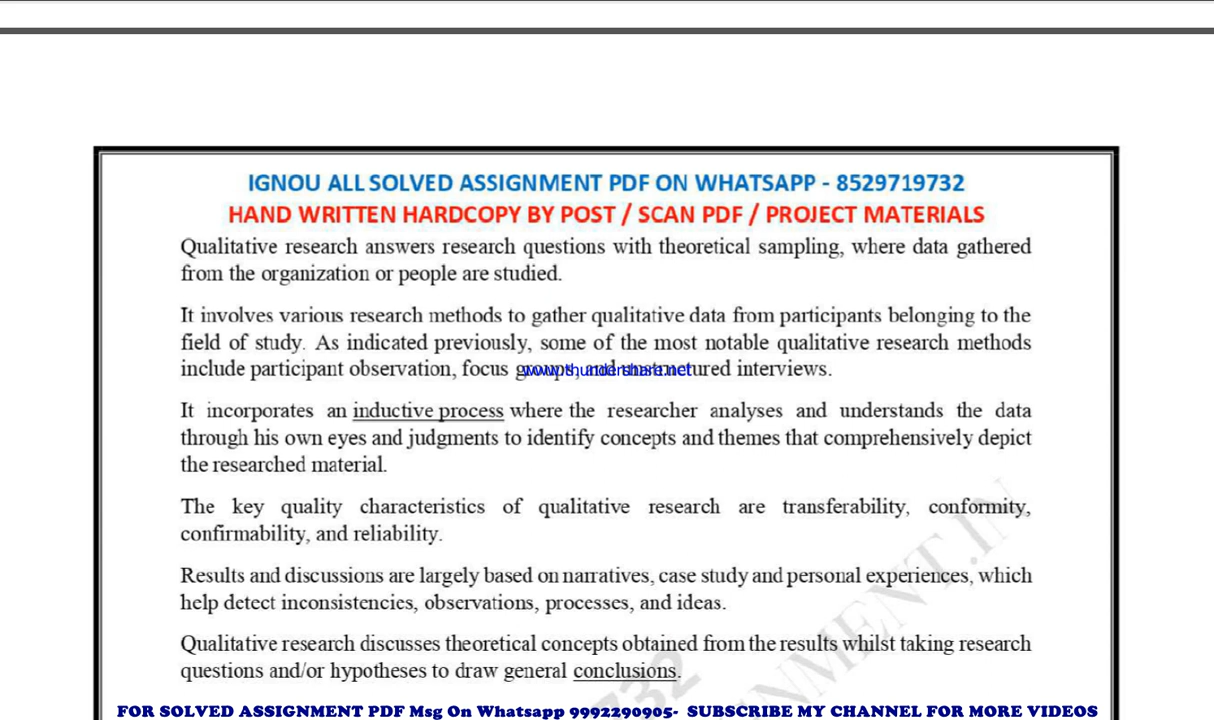 IGNOU ALL SOLVED ASSIGNMENT PDF ON WHATSAPP - 8529719732
HAND WRITTEN HARDCOPY BY POST / SCAN PDF / PROJECT MATERIALS
Qualitative research answers research questions with theoretical sampling, where data gathered
from the organization or people are studied.
It involves various research methods to gather qualitative data from participants belonging to the
field of study. As indicated previously, some of the most notable qualitative research methods
include participant observation, focus interviews.
www.thundershare.net
It incorporates an inductive process where the researcher analyses and understands the data
through his own eyes and judgments to identify concepts and themes that comprehensively depict
the researched material.
The key quality characteristics of qualitative research are transferability, conformity,
confirmability, and reliability.
Results and discussions are largely based on narratives, case study and personal experiences, which
help detect inconsistencies, observations, processes, and ideas.
Qualitative research discusses theoretical concepts obtained from the results whilst taking research
questions and/or hypotheses to draw general conclusions.
FOR SOLVED ASSIGNMENT PDF Msg On Whatsapp 9992290905- SUBSCRIBE MY CHANNEL FOR MORE VIDEOS